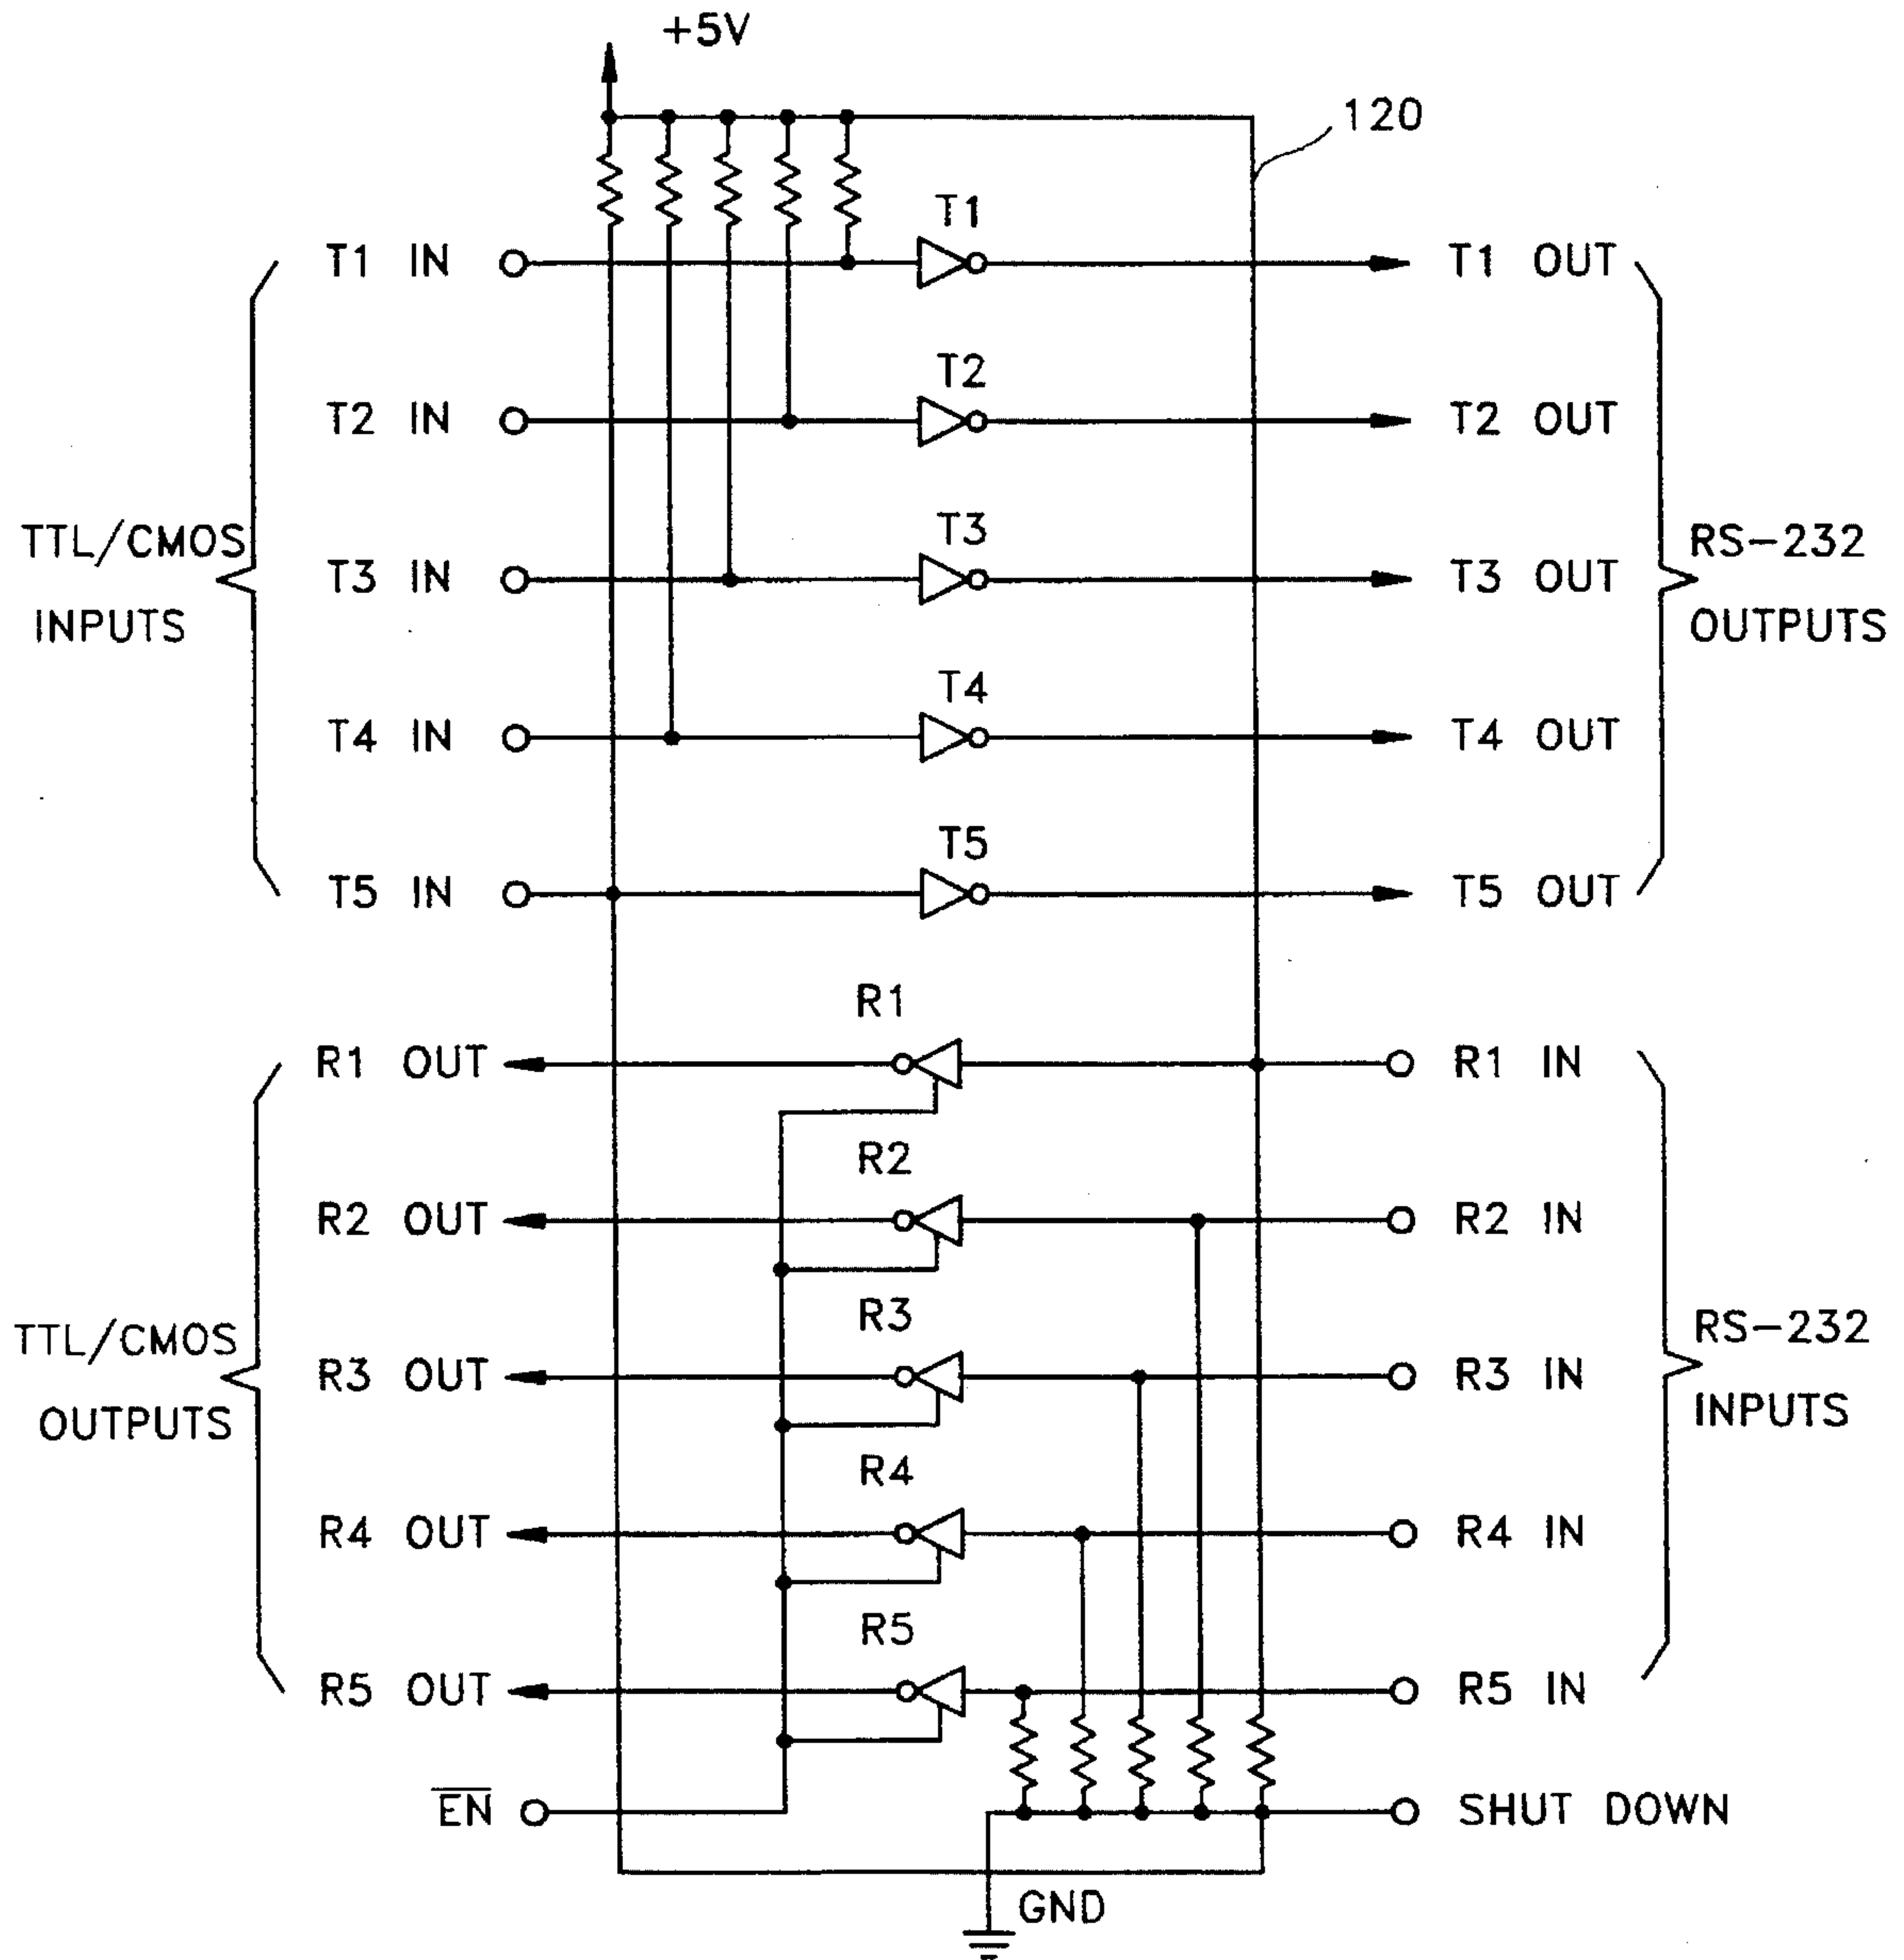 +5V
120
T1
T1 IN
T1 OUT
T2
T2 IN
T2 OUT
TTL/CMOS
INPUTS
T3
T3 IN
T3 OUT
RS-232
OUTPUTS
T4
T4 IN
T4 OUT
T5
T5 IN
T5 OUT
R1
R1 OUT
R1 IN
R2
R2 OUT
R2 IN
TTL/CMOS
OUTPUTS
R3
R3 OUT
R3 IN
RS-232
INPUTS
R4
R4 OUT
R4 IN
R5
R5 OUT
R5 IN
E̅N̅
SHUT DOWN
GND